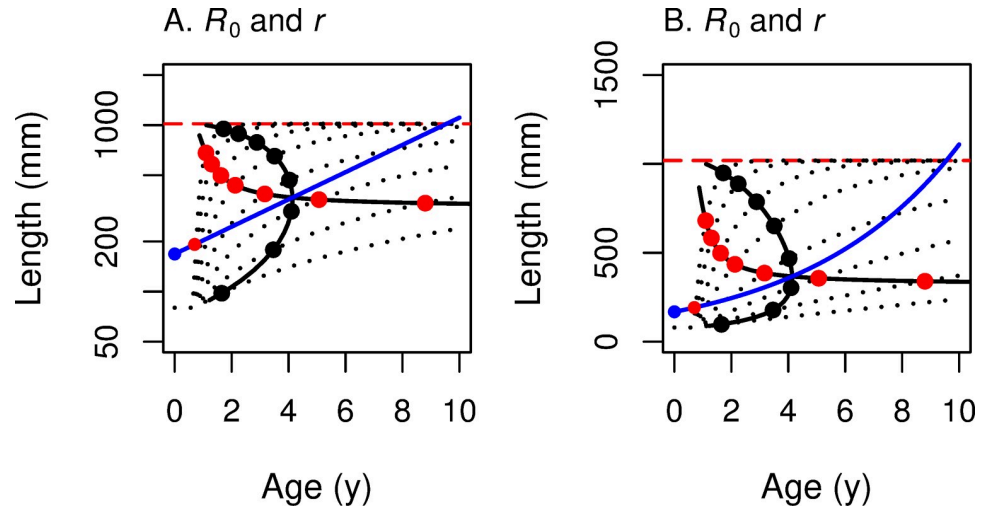 A. R0 and r
Length (mm)
1000
200
50
0 2 4 6 8 10
Age (y)
B. R0 and r
Length (mm)
1500
500
0
0 2 4 6 8 10
Age (y)